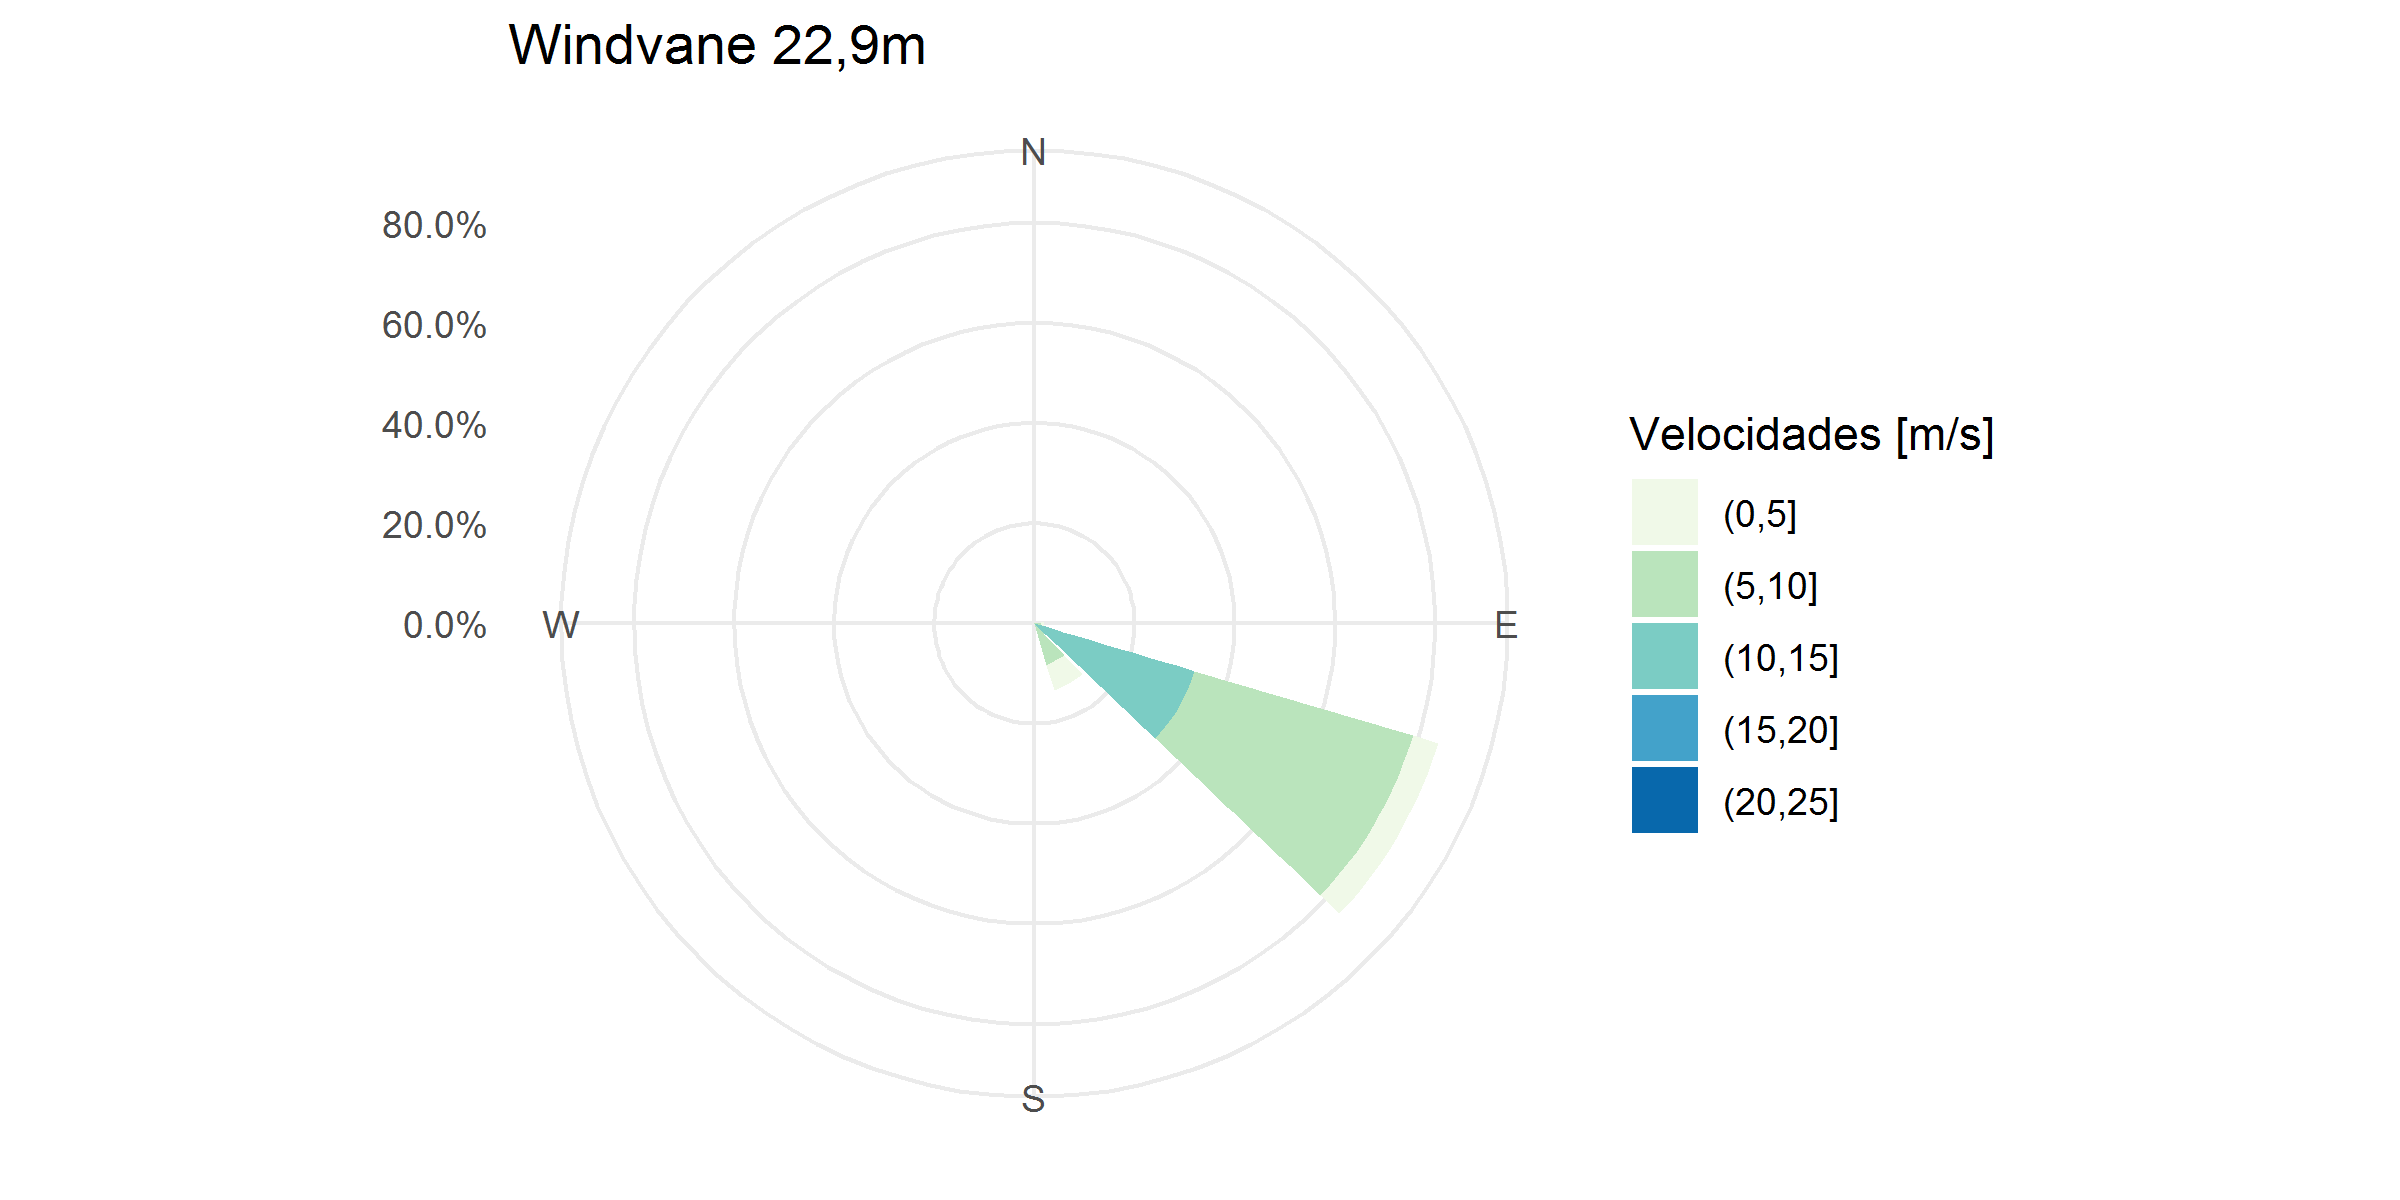 Windvane 22,9m
N
80.0%
60.0%
40.0%
20.0%
0.0%
W
E
S
Velocidades [m/s]
(0,5]
(5,10]
(10,15]
(15,20]
(20,25]